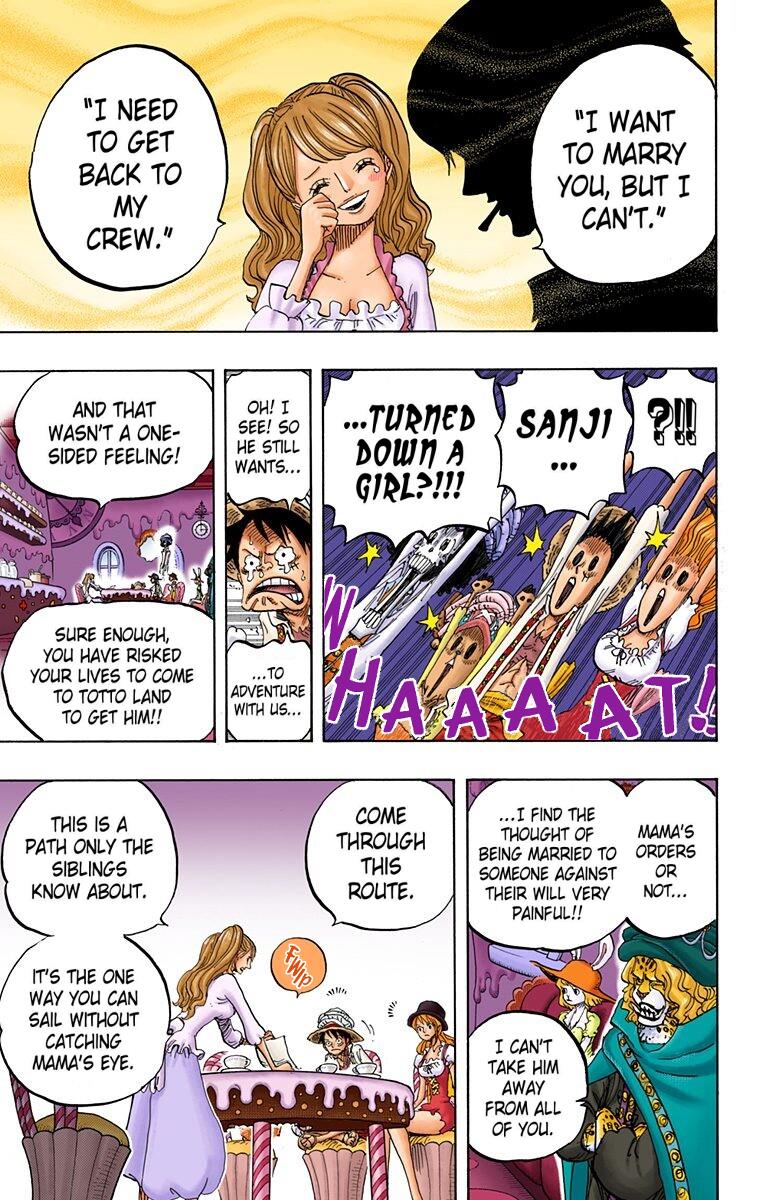 "I WANT
TO MARRY
YOU, BUT I
CAN'T."
"I NEED
TO GET
BACK TO
MY
CREW."
?!!
SANJI
...
...TURNED
DOWN A
GIRL?!!!
WHAAAAAT!!
OH! I
SEE! SO
HE STILL
WANTS...
...TO
ADVENTURE
WITH US...
AND THAT
WASN'T A ONE-
SIDED FEELING!
SURE ENOUGH,
YOU HAVE RISKED
YOUR LIVES TO COME
TO TOTTO LAND
TO GET HIM!!
MAMA'S
ORDERS
OR
NOT...
...I FIND THE
THOUGHT OF
BEING MARRIED TO
SOMEONE AGAINST
THEIR WILL VERY
PAINFUL!!
I CAN'T
TAKE HIM
AWAY
FROM ALL
OF YOU.
COME
THROUGH
THIS
ROUTE.
FWIP
THIS IS A
PATH ONLY THE
SIBLINGS
KNOW ABOUT.
IT'S THE ONE
WAY YOU CAN
SAIL WITHOUT
CATCHING
MAMA'S EYE.